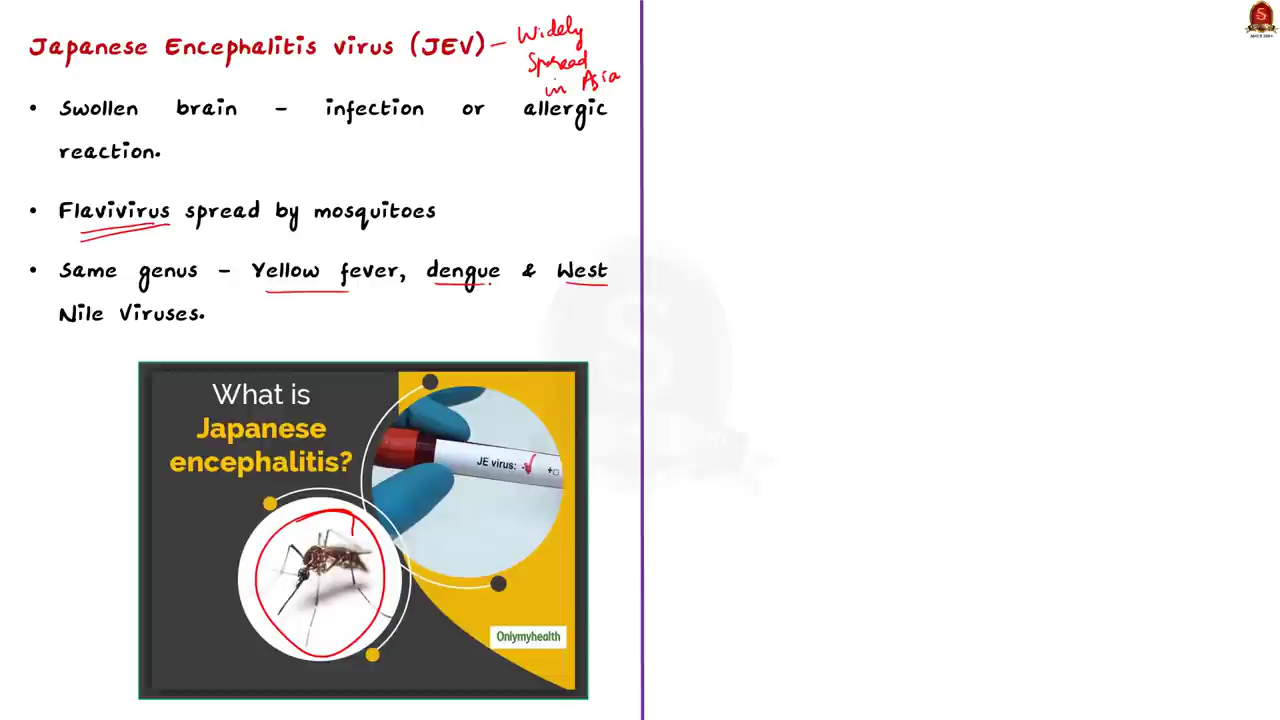 Japanese Encephalitis virus (JEV) – Widely
Spread
in Asia
• Swollen brain – infection or allergic
reaction.
• Flavivirus spread by mosquitoes
• Same genus – Yellow fever, dengue & West
Nile Viruses.
What is
Japanese
encephalitis?
JE virus:
+
Onlymyhealth
S
S